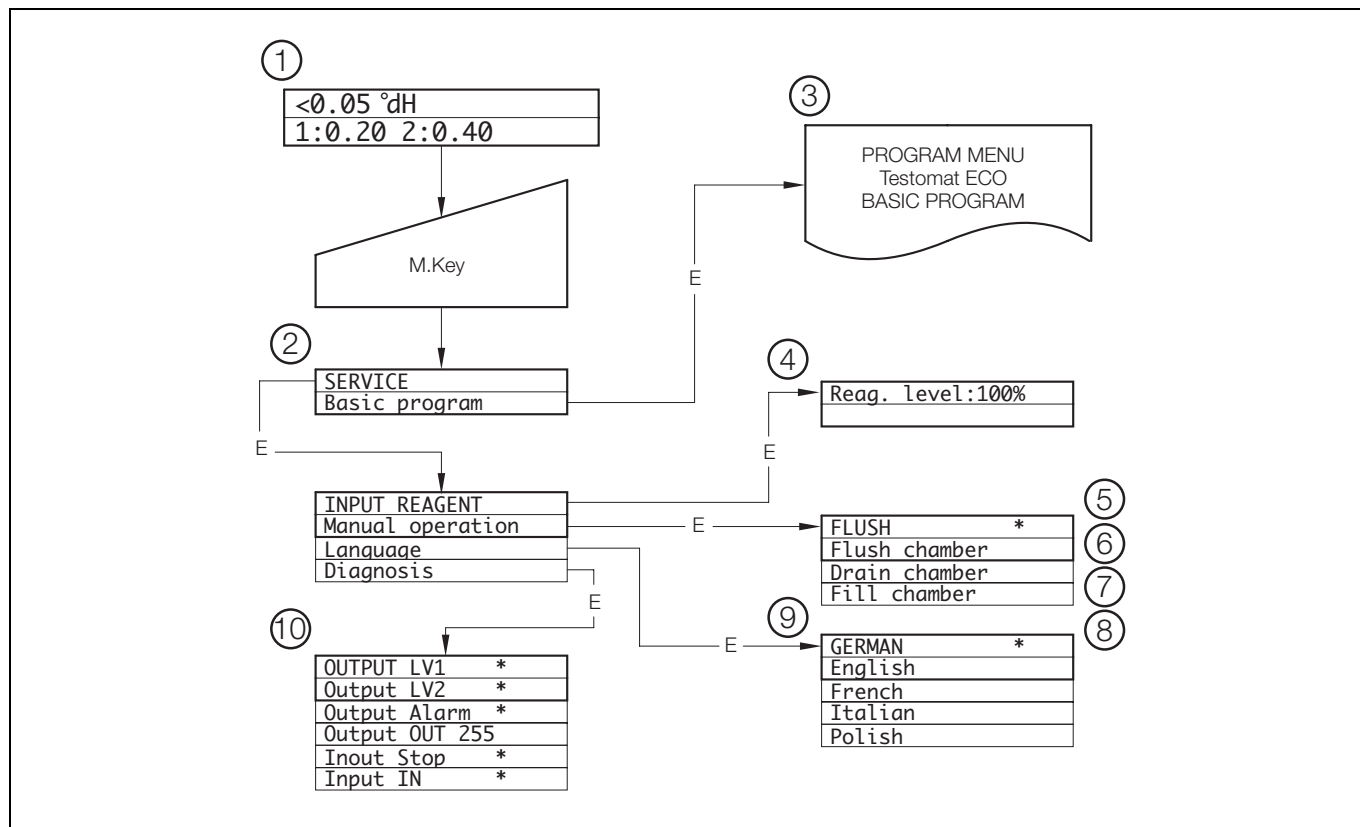 1
<0.05 °dH
1:0.20 2:0.40
M.Key
2
SERVICE
Basic program
E
E
3
PROGRAM MENU
Testomat ECO
BASIC PROGRAM
INPUT REAGENT
Manual operation
Language
Diagnosis
E
4
Reag. level:100%
E
5
FLUSH *
6
Flush chamber
Drain chamber
7
Fill chamber
8
E
9
GERMAN *
English
French
Italian
Polish
E
10
OUTPUT LV1 *
Output LV2 *
Output Alarm *
Output OUT 255
Inout Stop *
Input IN *